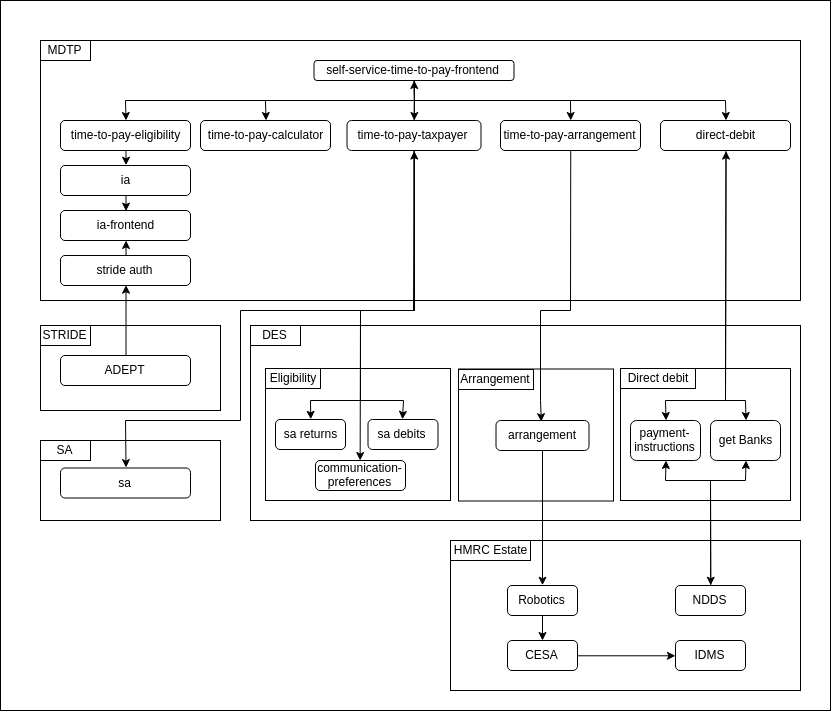 MDTP
self-service-time-to-pay-frontend
time-to-pay-eligibility
time-to-pay-calculator
time-to-pay-taxpayer
time-to-pay-arrangement
direct-debit
ia
ia-frontend
stride auth
STRIDE
ADEPT
SA
sa
DES
Eligibility
sa returns
sa debits
communication-
preferences
Arrangement
arrangement
Direct debit
payment-
instructions
get Banks
HMRC Estate
Robotics
NDDS
CESA
IDMS